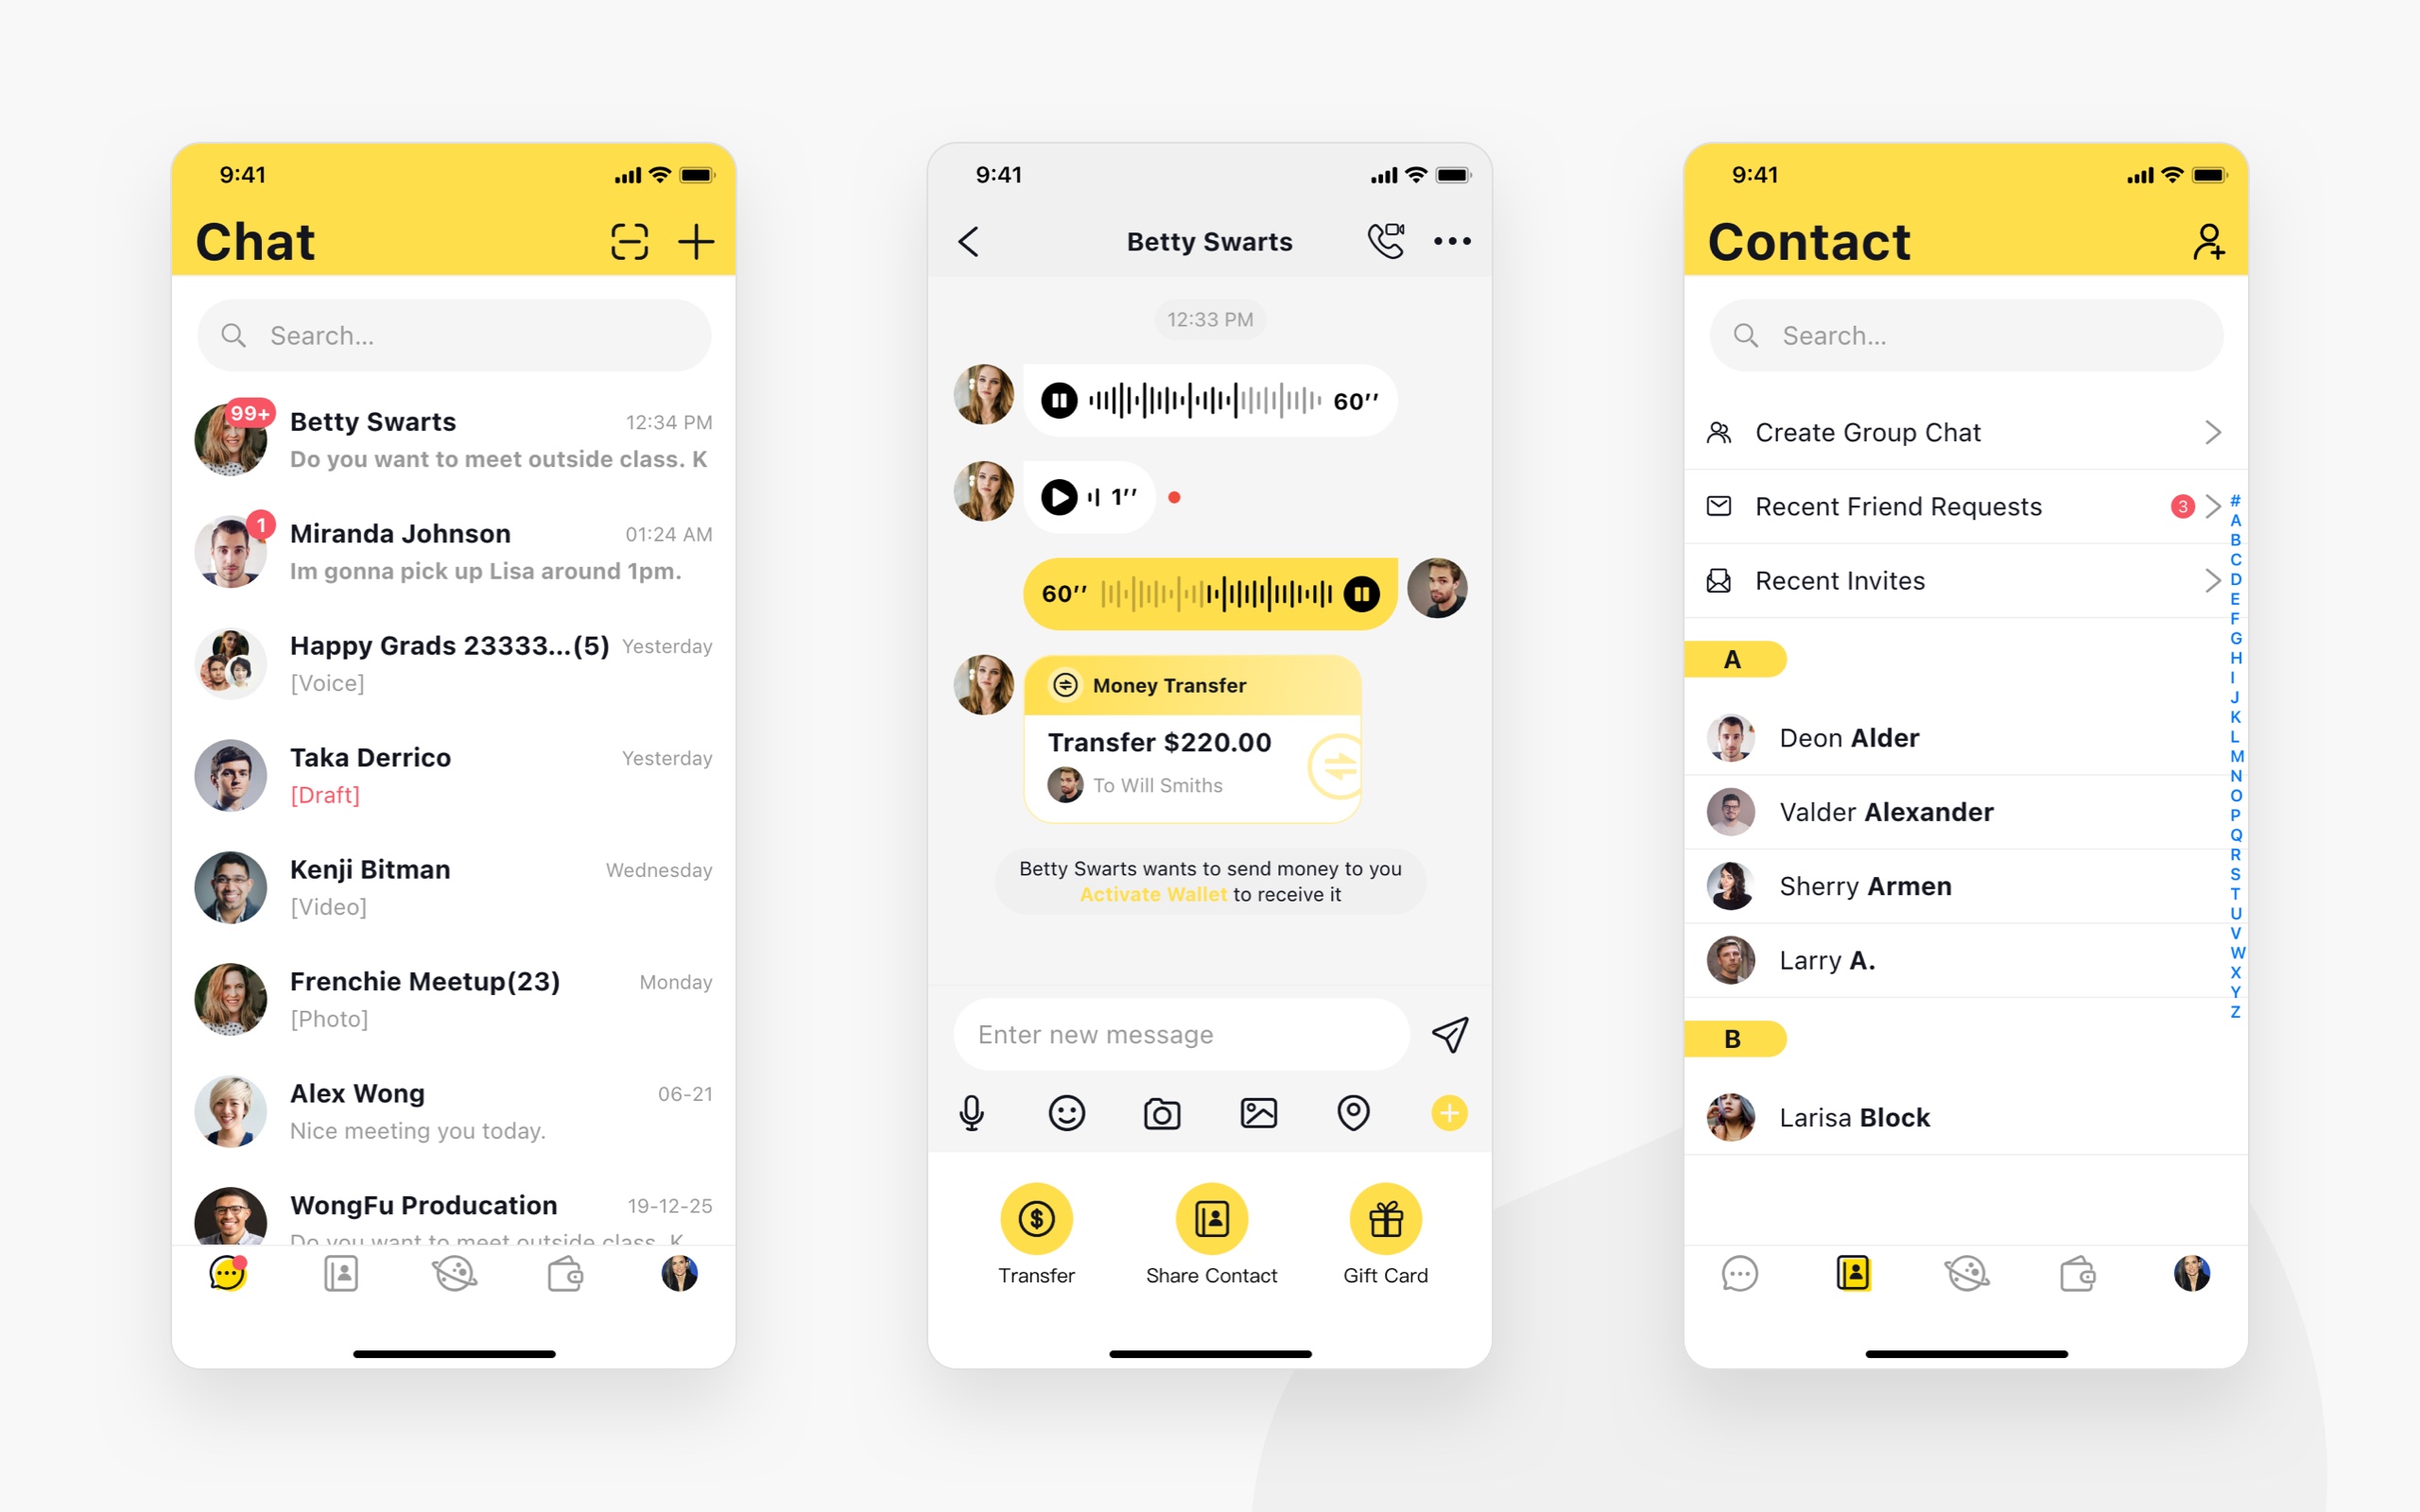 9:41
Chat
Search...
99+
Betty Swarts 12:34 PM
Do you want to meet outside class. K
1
Miranda Johnson 01:24 AM
Im gonna pick up Lisa around 1pm.
Happy Grads 23333...(5) Yesterday
[Voice]
Taka Derrico Yesterday
[Draft]
Kenji Bitman Wednesday
[Video]
Frenchie Meetup(23) Monday
[Photo]
Alex Wong 06-21
Nice meeting you today.
WongFu Producation 19-12-25
Do you want to meet outside class. K
9:41
Betty Swarts
12:33 PM
60′′
1′′
60′′
Money Transfer
Transfer $220.00
To Will Smiths
Betty Swarts wants to send money to you
Activate Wallet to receive it
Enter new message
Transfer Share Contact Gift Card
9:41
Contact
Search...
Create Group Chat
Recent Friend Requests 3
Recent Invites
A
Deon Alder
Valder Alexander
Sherry Armen
Larry A.
B
Larisa Block
#
A
B
C
D
E
F
G
H
I
J
K
L
M
N
O
P
Q
R
S
T
U
V
W
X
Y
Z